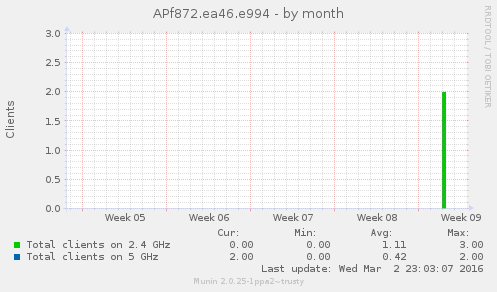 APf872.ea46.e994 - by month
RRDTOOL / TOBI OETIKER
Clients
3.0
2.5
2.0
1.5
1.0
0.5
0.0
Week 05 Week 06 Week 07 Week 08 Week 09
Cur: Min: Avg: Max:
Total clients on 2.4 GHz 0.00 0.00 1.11 3.00
Total clients on 5 GHz 2.00 0.00 0.42 2.00
Last update: Wed Mar 2 23:03:07 2016
Munin 2.0.25-1ppa2~trusty